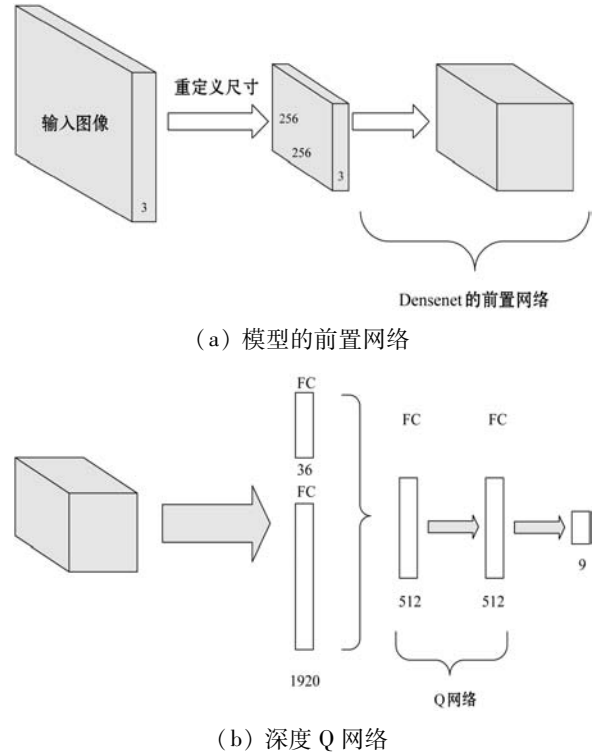 重定义尺寸
输入图像
256
256
3
3
Densenet的前置网络
(a) 模型的前置网络
FC
36
FC
1920
FC
FC
512
512
9
Q网络
(b) 深度 Q 网络